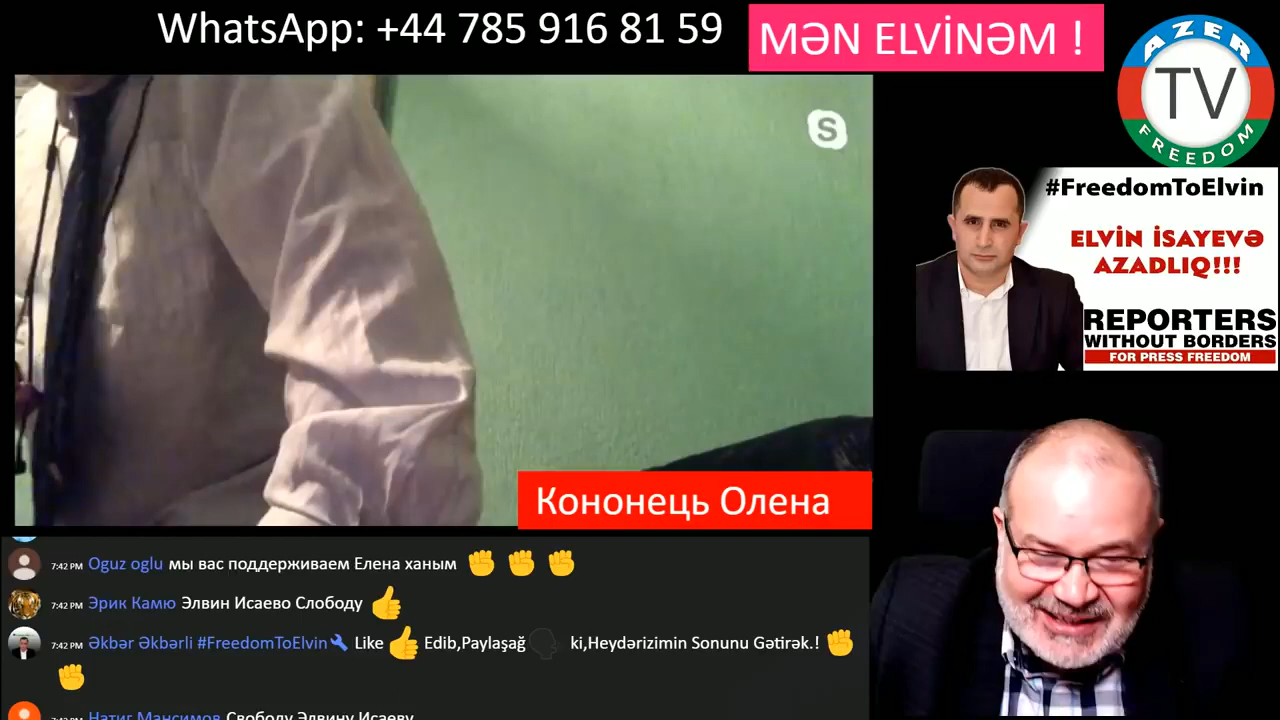 WhatsApp: +44 785 916 81 59
MƏN ELVİNƏM !
AZER
TV
FREEDOM
S
#FreedomToElvin
ELVİN İSAYEVƏ
AZADLIQ!!!
REPORTERS
WITHOUT BORDERS
FOR PRESS FREEDOM
Кононець Олена
7:42 PM Oguz oglu мы вас поддерживаем Елена ханым ✊ ✊ ✊
7:42 PM Эрик Камю Элвин Исаево Слободу 👍
7:42 PM Əkbər Əkbərli #FreedomToElvin🔧 Like 👍 Edib,Paylaşağ 🗣 ki,Heydərizimin Sonunu Gətirək.! ✊
✊
7:42 PM Натиг Мансимов Свободу Элвину Исаеву